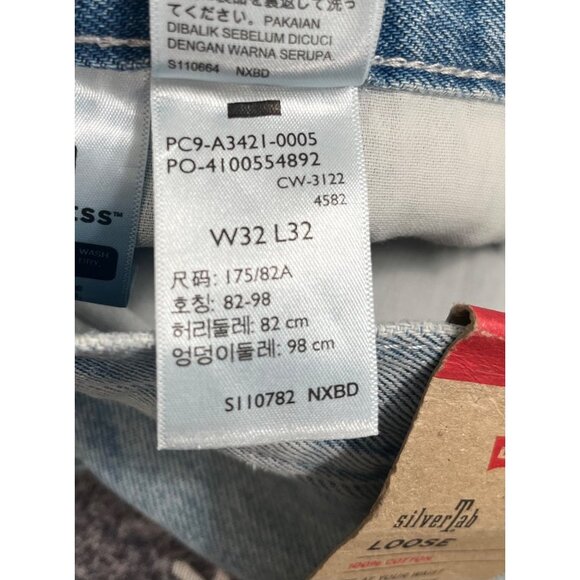 てください。PAKAIAN
DIBALIK SEBELUM DICUCI
DENGAN WARNA SERUPA.
S110664 NXBD
PC9-A3421-0005
PO-4100554892
CW-3122
4582
W32 L32
尺码: 175/82A
호칭: 82-98
허리둘레: 82 cm
엉덩이둘레: 98 cm
S110782 NXBD
WASH
silverTab
LOOSE
100% COTTON